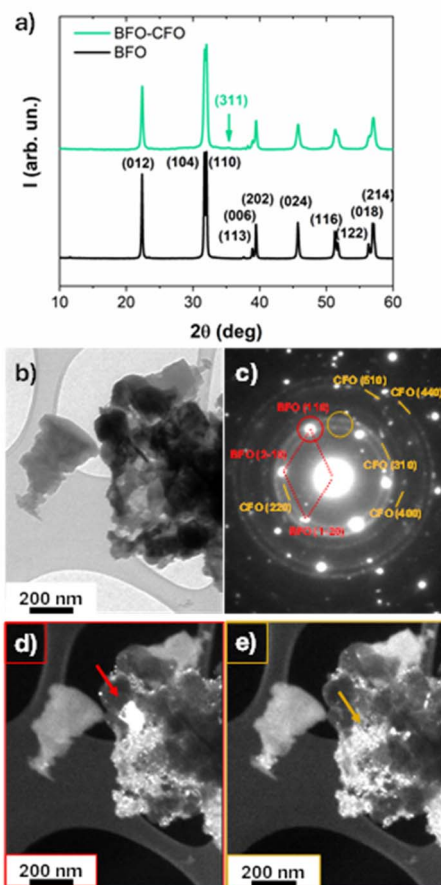 a)
BFO-CFO
BFO
I (arb. un.)
(311)
(012)
(104)
(110)
(113)
(006)
(202)
(024)
(116)
(122)
(018)
(214)
10 20 30 40 50 60
2θ (deg)
b)
200 nm
c)
CFO (510)
CFO (440)
BFO (110)
CFO (310)
CFO (220)
CFO (400)
d)
200 nm
e)
200 nm